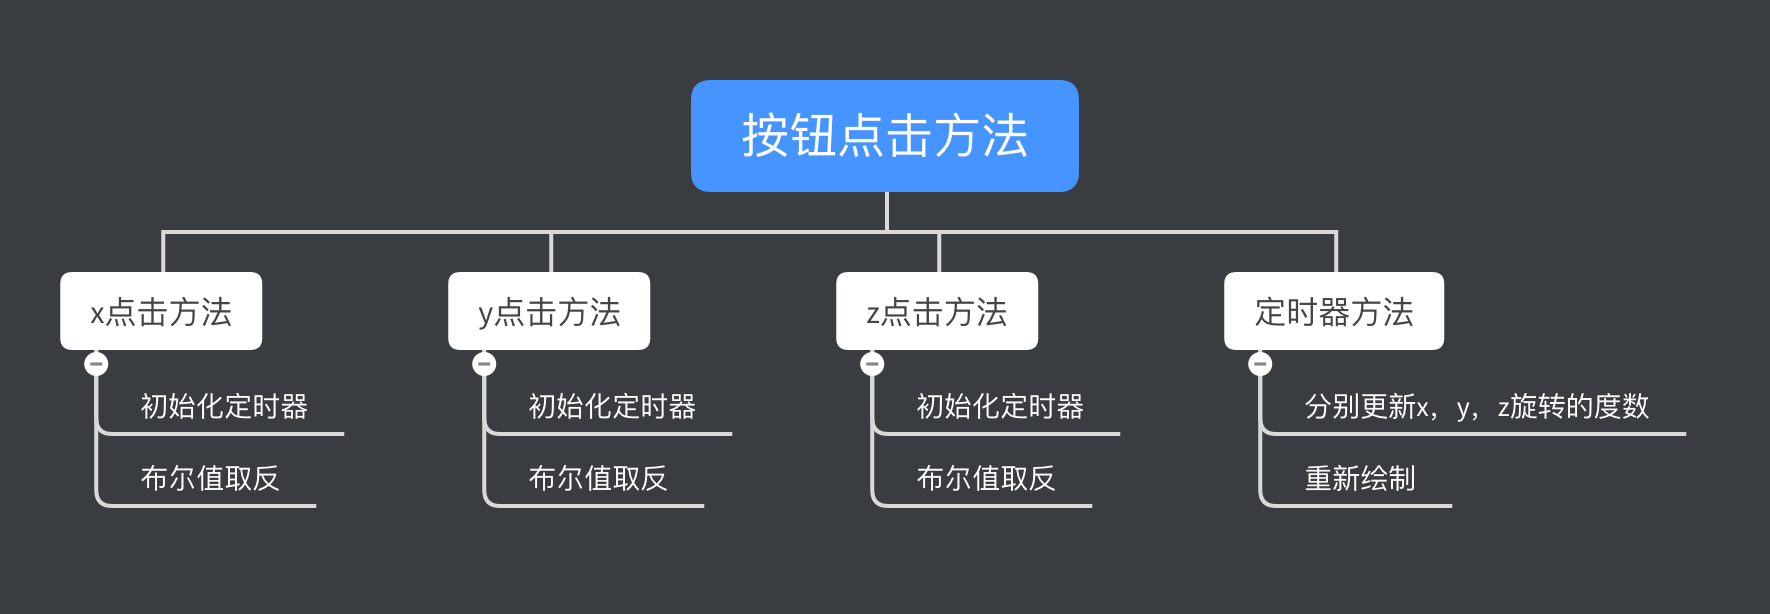 按钮点击方法
x点击方法
初始化定时器
布尔值取反
y点击方法
初始化定时器
布尔值取反
z点击方法
初始化定时器
布尔值取反
定时器方法
分别更新x，y，z旋转的度数
重新绘制